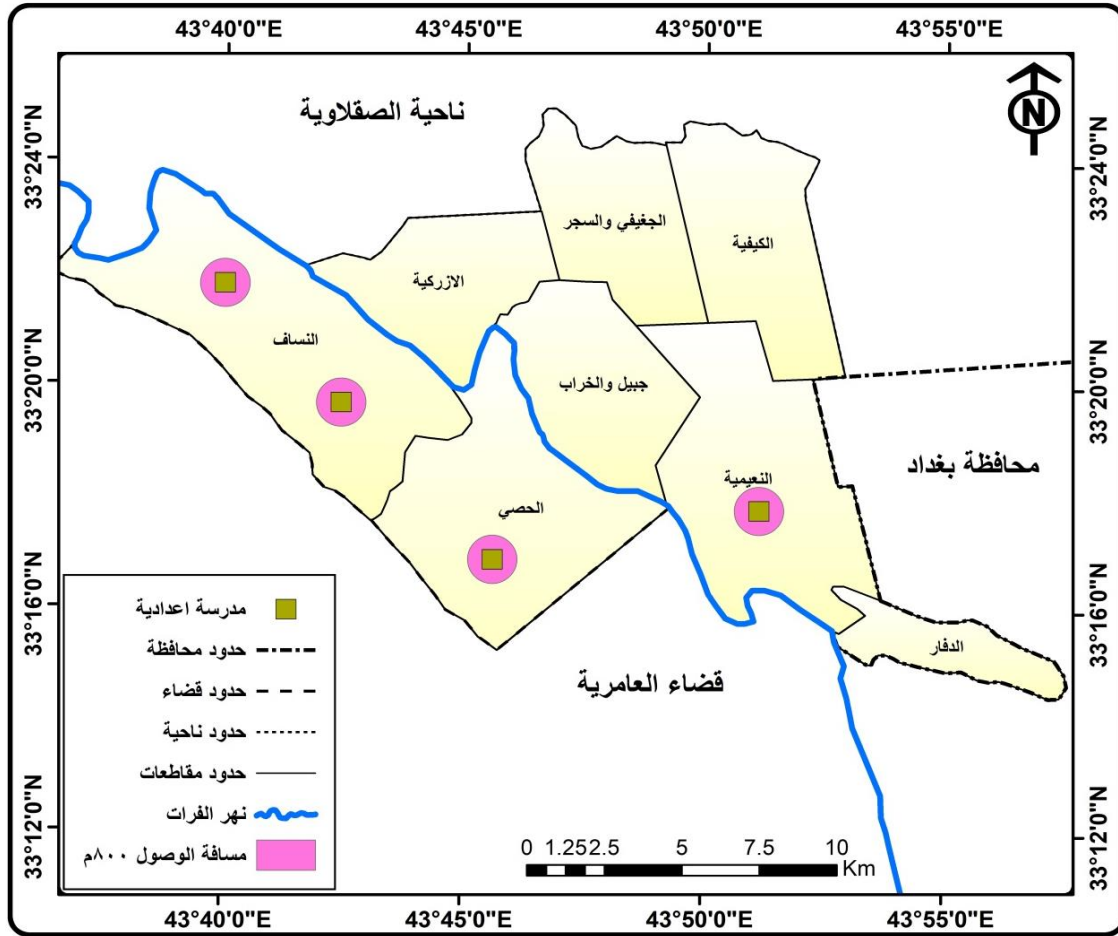 43°40'0"E 43°45'0"E 43°50'0"E 43°55'0"E
N
ناحية الصقلاوية
33°24'0"N 33°24'0"N
الجغيفي والسجر
الكيفية
الازركية
النساف
جبيل والخراب
33°20'0"N 33°20'0"N
محافظة بغداد
النعيمية
الحصي
33°16'0"N 33°16'0"N
الدفار
قضاء العامرية
مدرسة اعدادية
حدود محافظة
حدود قضاء
حدود ناحية
حدود مقاطعات
نهر الفرات
مسافة الوصول ٨٠٠م
33°12'0"N 33°12'0"N
0 1.25 2.5 5 7.5 10
Km
43°40'0"E 43°45'0"E 43°50'0"E 43°55'0"E